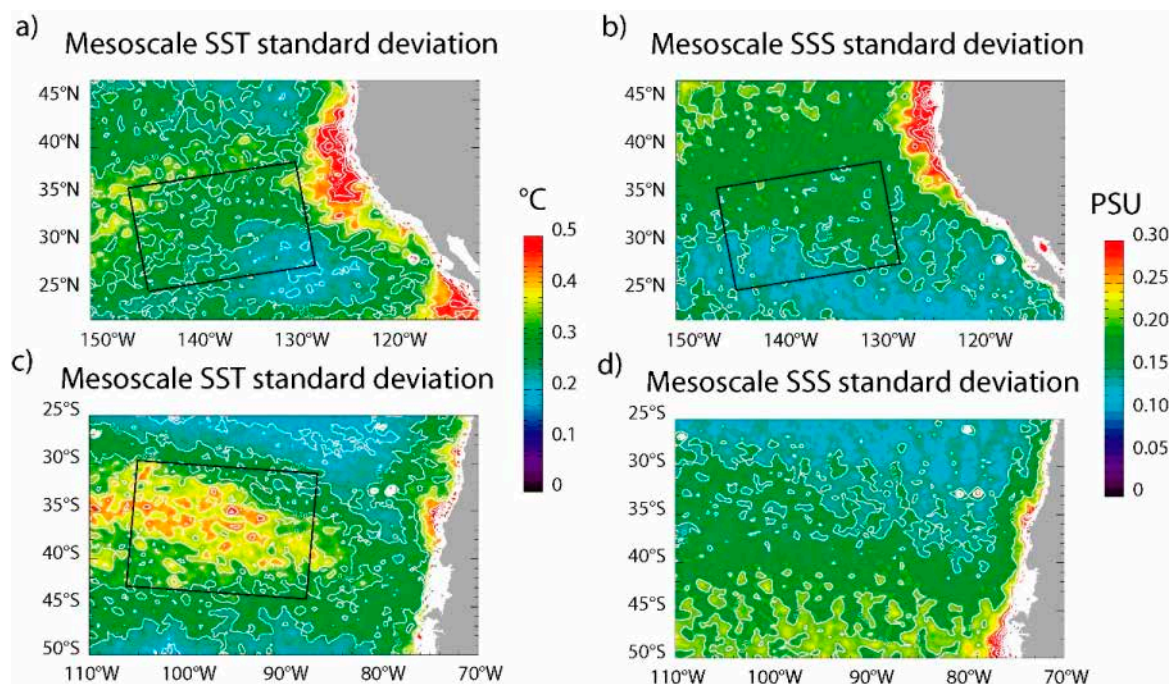 a)
Mesoscale SST standard deviation
45°N
40°N
35°N
30°N
25°N
150°W 140°W 130°W 120°W
°C
0.5
0.4
0.3
0.2
0.1
0
b)
Mesoscale SSS standard deviation
45°N
40°N
35°N
30°N
25°N
150°W 140°W 130°W 120°W
PSU
0.30
0.25
0.20
0.15
0.10
0.05
0
c)
Mesoscale SST standard deviation
25°S
30°S
35°S
40°S
45°S
50°S
110°W 100°W 90°W 80°W 70°W
d)
Mesoscale SSS standard deviation
25°S
30°S
35°S
40°S
45°S
50°S
110°W 100°W 90°W 80°W 70°W